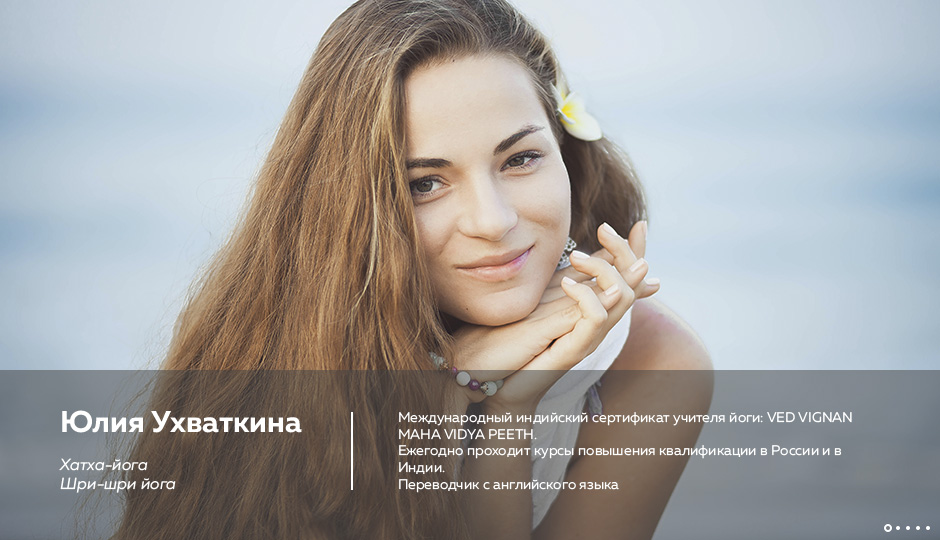 Юлия Ухваткина
Хатха-йога
Шри-шри йога
Международный индийский сертификат учителя йоги: VED VIGNAN
MAHA VIDYA PEETH.
Ежегодно проходит курсы повышения квалификации в России и в
Индии.
Переводчик с английского языка